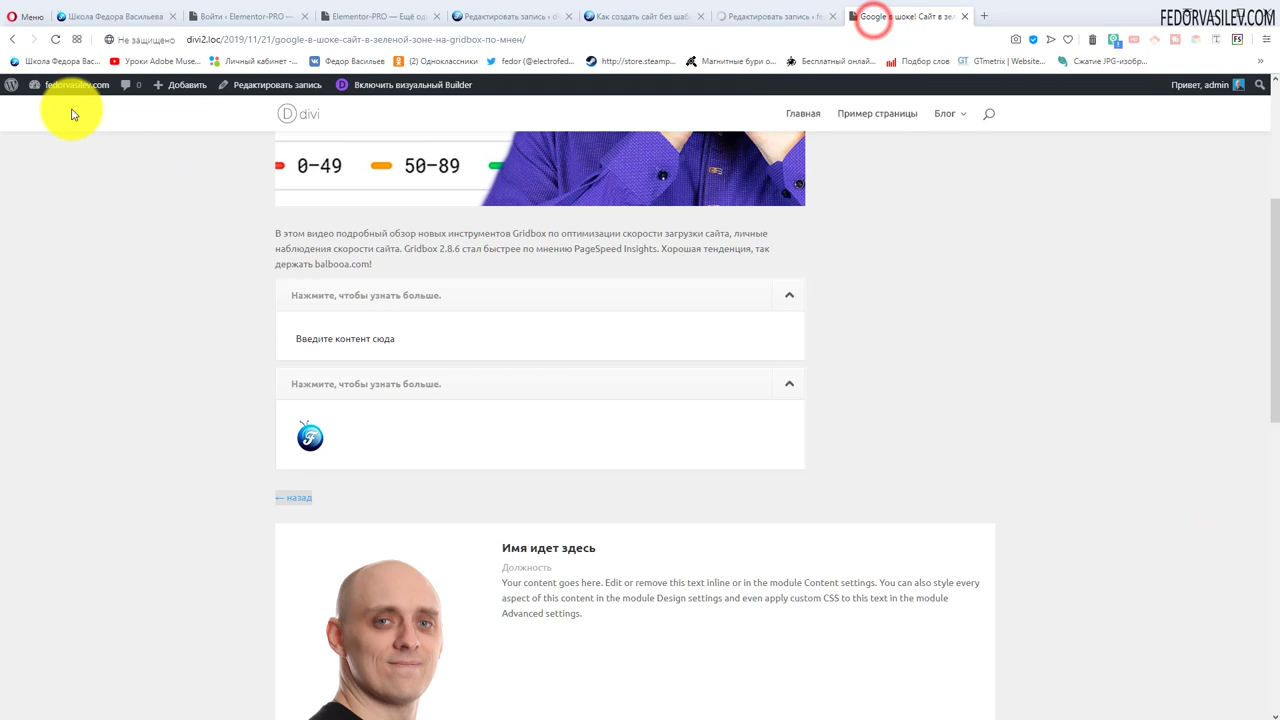 Меню
Школа Федора Васильева
Войти ‹ Elementor-PRO —
Elementor-PRO — Ещё од
Редактировать запись ‹ di
Как создать сайт без шаб
Редактировать запись ‹ fe
Google в шоке! Сайт в зел
FEDORVASILEV.COM
Не защищено
divi2.loc/2019/11/21/google-в-шоке-сайт-в-зеленой-зоне-на-gridbox-по-мнен/
Школа Федора Вас...
Уроки Adobe Muse...
Личный кабинет -...
Федор Васильев
(2) Одноклассники
fedor (@electrofed...
http://store.steamp...
Магнитные бури о...
Бесплатный онлай...
Подбор слов
GTmetrix | Website...
Сжатие JPG-изобр...
fedorvasilev.com
0
Добавить
Редактировать запись
Включить визуальный Builder
Привет, admin
D divi
Главная
Пример страницы
Блог
0–49
50–89
В этом видео подробный обзор новых инструментов Gridbox по оптимизации скорости загрузки сайта, личные
наблюдения скорости сайта. Gridbox 2.8.6 стал быстрее по мнению PageSpeed Insights. Хорошая тенденция, так
держать balbooa.com!
Нажмите, чтобы узнать больше.
Введите контент сюда
Нажмите, чтобы узнать больше.
← назад
Имя идет здесь
Должность
Your content goes here. Edit or remove this text inline or in the module Content settings. You can also style every
aspect of this content in the module Design settings and even apply custom CSS to this text in the module
Advanced settings.